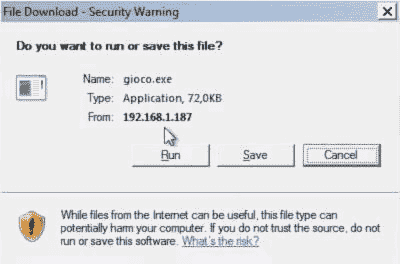 File Download - Security Warning
Do you want to run or save this file?
Name: gioco.exe
Type: Application, 72,0KB
From: 192.168.1.187
Run Save Cancel
While files from the Internet can be useful, this file type can
potentially harm your computer. If you do not trust the source, do not
run or save this software. What's the risk?